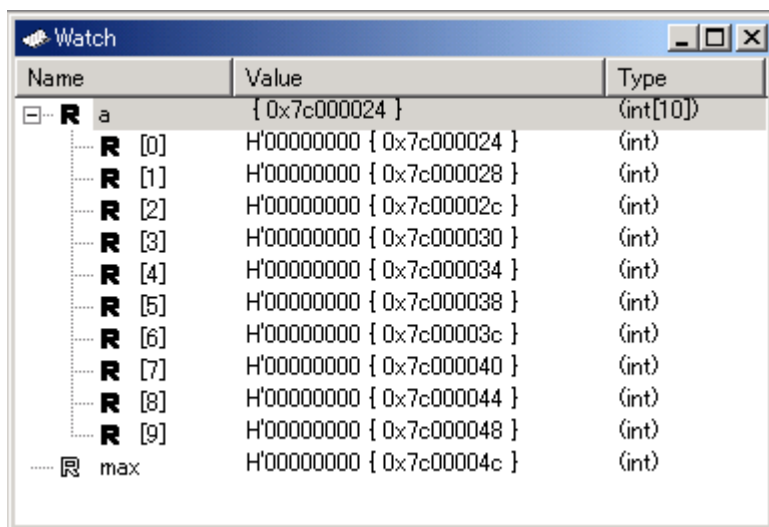 Watch
Name Value Type
R a { 0x7c000024 } (int[10])
R [0] H'00000000 { 0x7c000024 } (int)
R [1] H'00000000 { 0x7c000028 } (int)
R [2] H'00000000 { 0x7c00002c } (int)
R [3] H'00000000 { 0x7c000030 } (int)
R [4] H'00000000 { 0x7c000034 } (int)
R [5] H'00000000 { 0x7c000038 } (int)
R [6] H'00000000 { 0x7c00003c } (int)
R [7] H'00000000 { 0x7c000040 } (int)
R [8] H'00000000 { 0x7c000044 } (int)
R [9] H'00000000 { 0x7c000048 } (int)
R max H'00000000 { 0x7c00004c } (int)